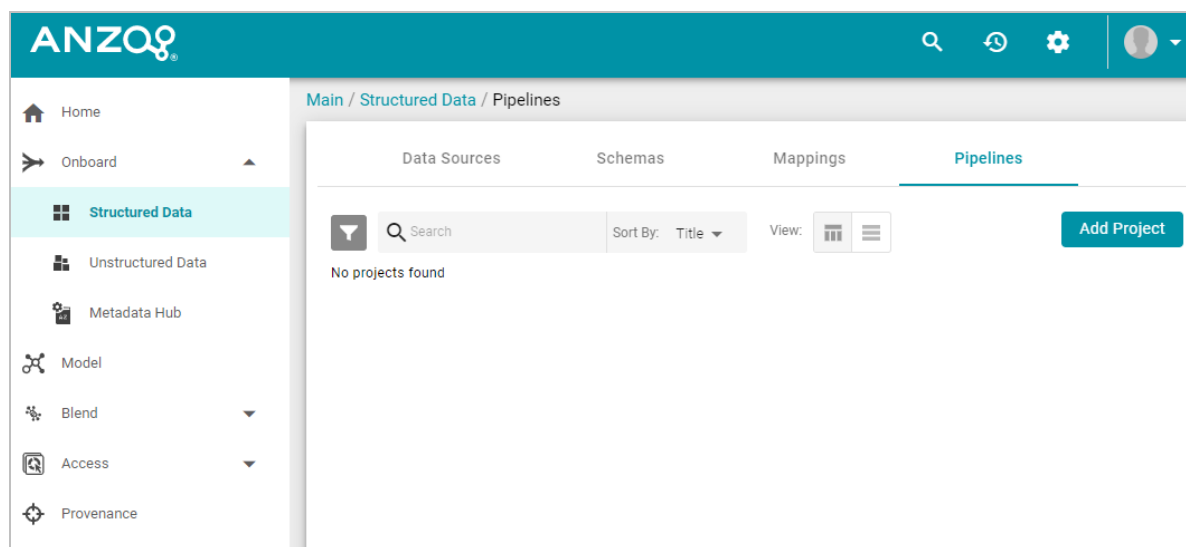 ANZO
Home
Onboard
Structured Data
Unstructured Data
Metadata Hub
Model
Blend
Access
Provenance
Main / Structured Data / Pipelines
Data Sources Schemas Mappings Pipelines
Search Sort By: Title View: Add Project
No projects found